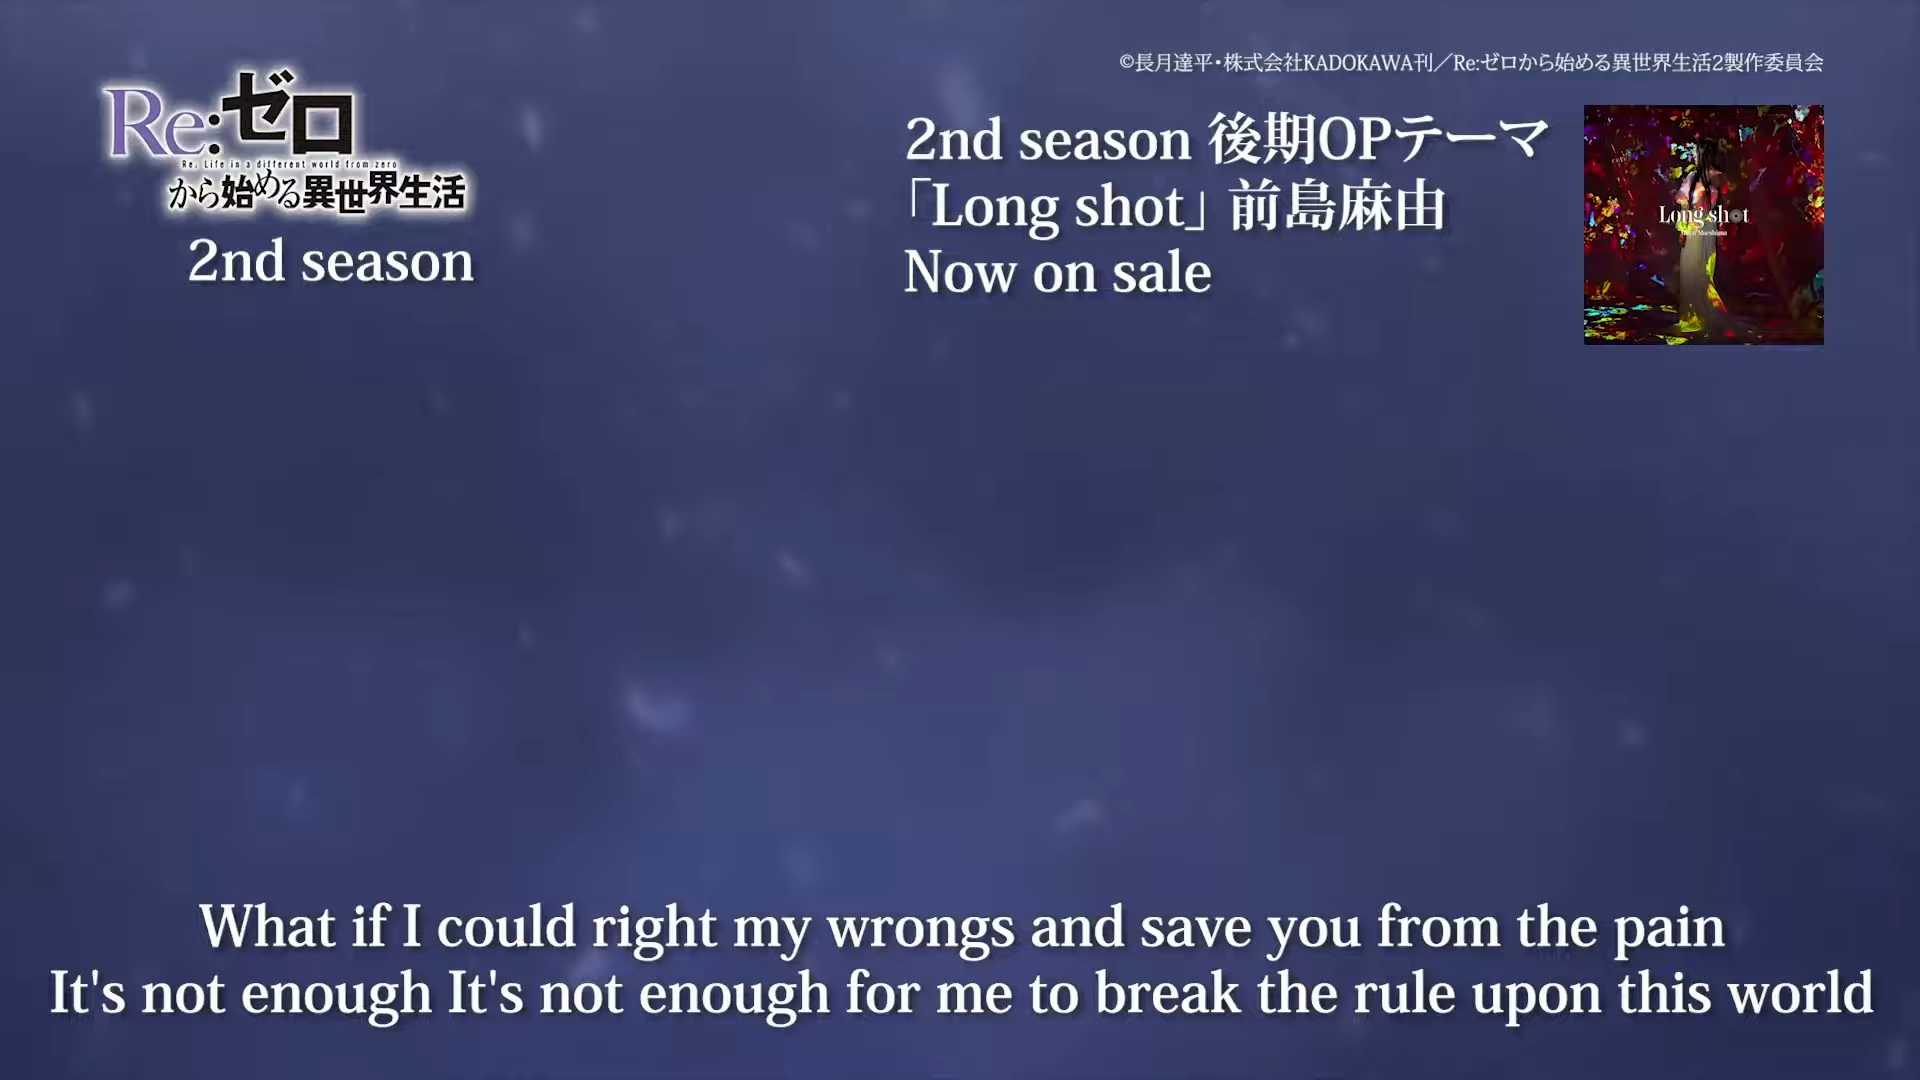 ©長月達平・株式会社KADOKAWA刊／Re:ゼロから始める異世界生活2製作委員会
Re:ゼロ
Re: Life in a different world from zero
から始める異世界生活
2nd season
2nd season 後期OPテーマ
「Long shot」 前島麻由
Now on sale
Long shot
Mayu Maeshima
What if I could right my wrongs and save you from the pain
It's not enough It's not enough for me to break the rule upon this world